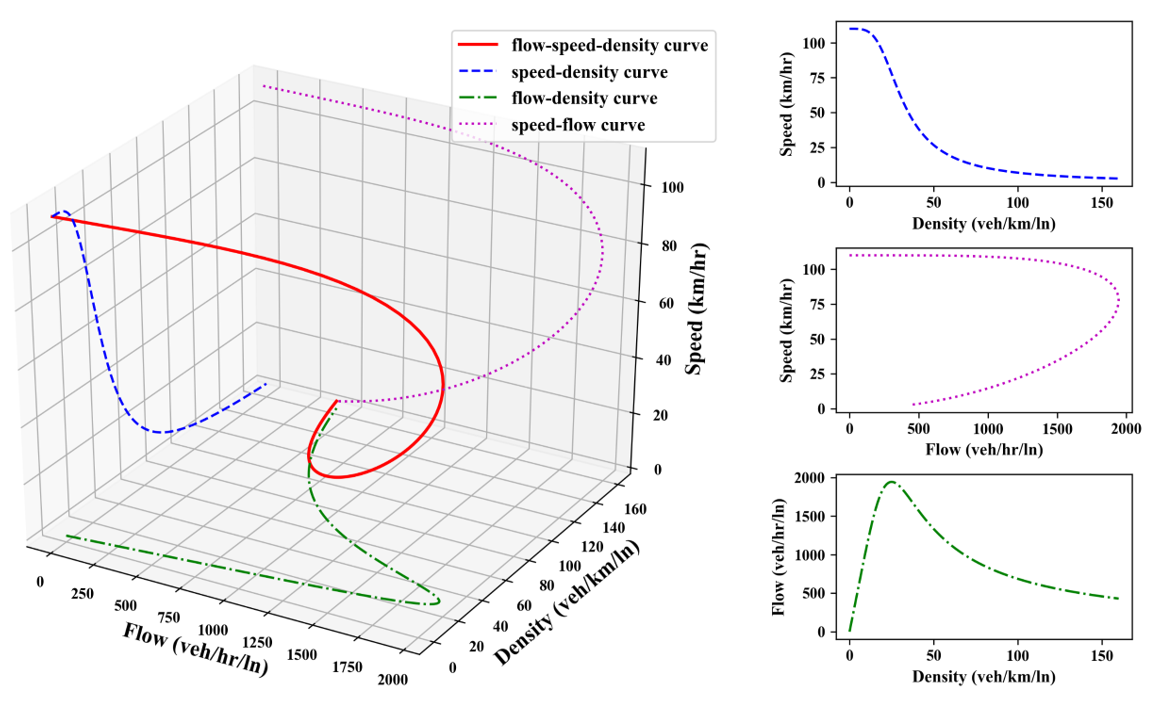 flow-speed-density curve
speed-density curve
flow-density curve
speed-flow curve
0
250
500
750
1000
1250
1500
1750
2000
Flow (veh/hr/ln)
0
20
40
60
80
100
120
140
160
Density (veh/km/ln)
0
20
40
60
80
100
Speed (km/hr)
100
75
50
25
0
Speed (km/hr)
0 50 100 150
Density (veh/km/ln)
100
75
50
25
0
Speed (km/hr)
0 500 1000 1500 2000
Flow (veh/hr/ln)
2000
1500
1000
500
0
Flow (veh/hr/ln)
0 50 100 150
Density (veh/km/ln)